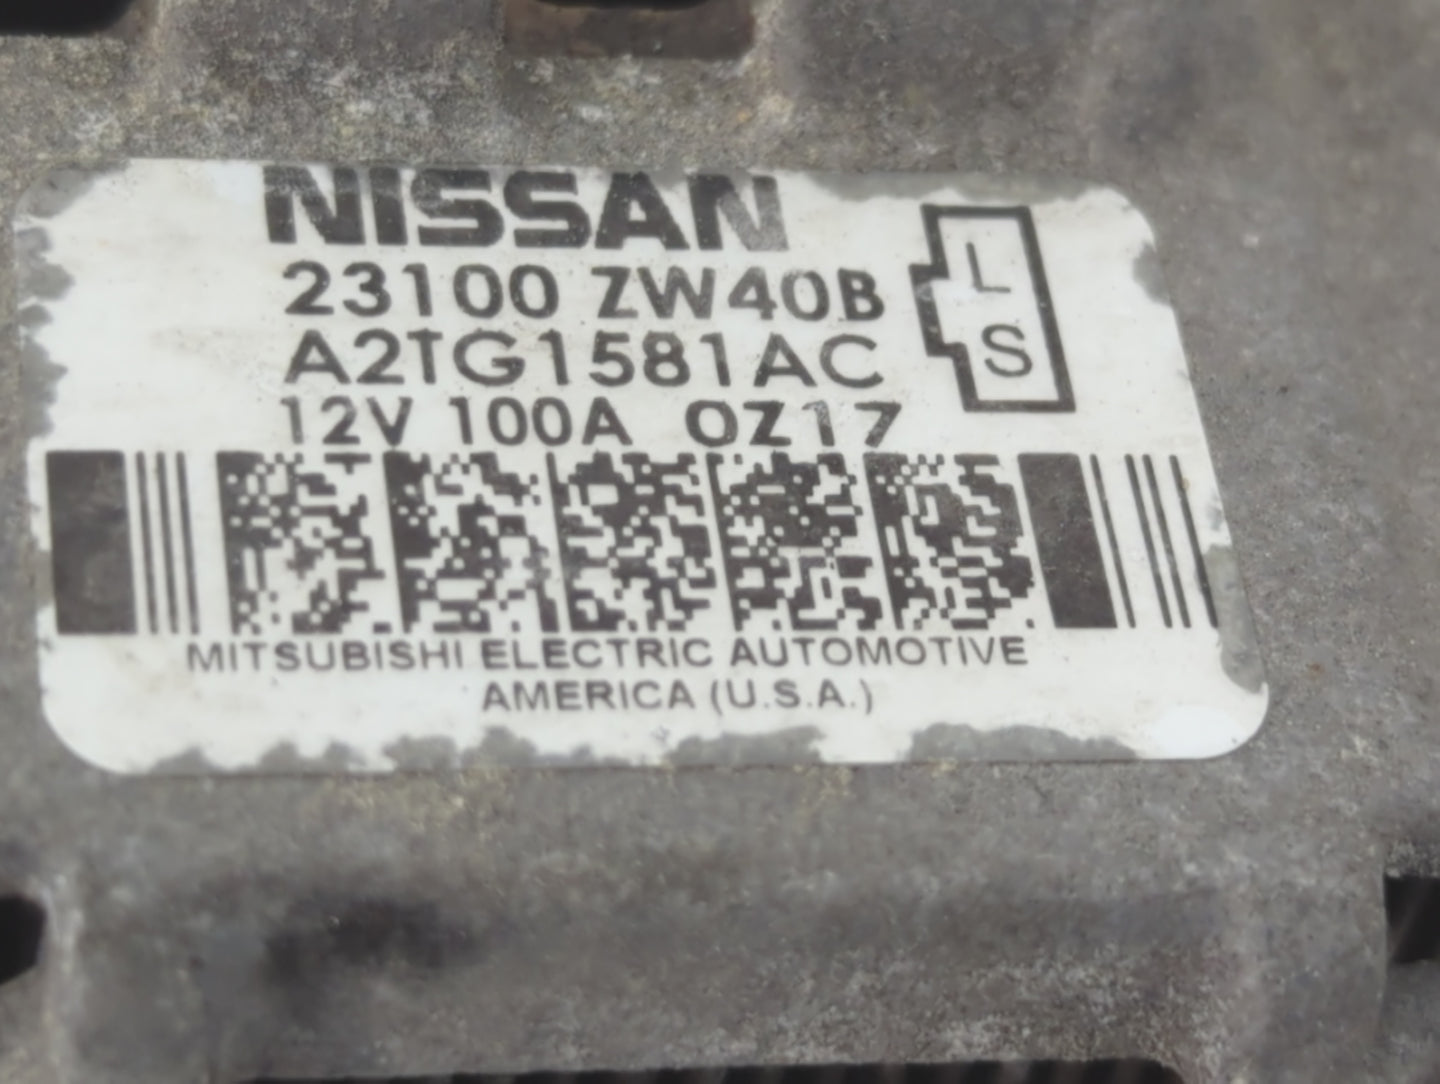 NISSAN
23100 ZW40B
A2TG1581AC
12V 100A OZ17
L
S
MITSUBISHI ELECTRIC AUTOMOTIVE
AMERICA (U.S.A.)